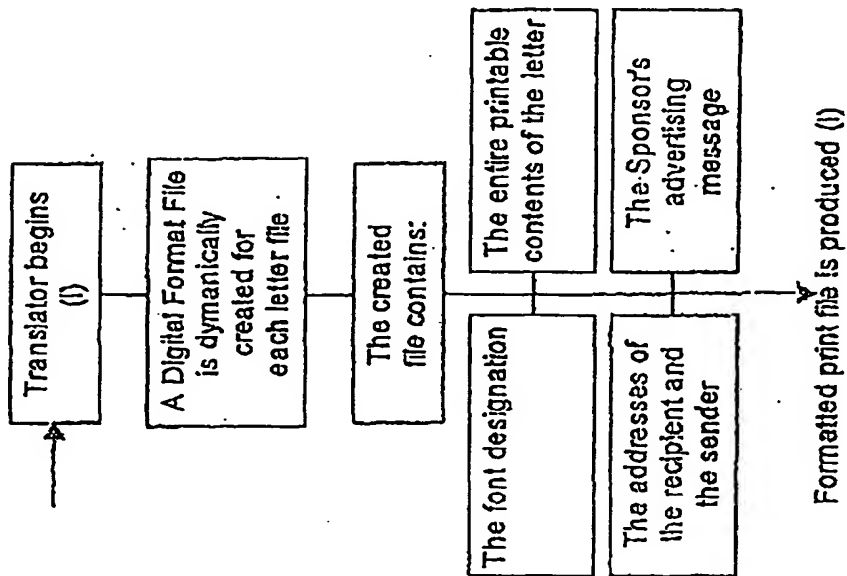 Translator begins
(I)
A Digital Format File
is dymanically
created for
each letter file
The created
file contains:
The font designation
The entire printable
contents of the letter
The addresses of
the recipient and
the sender
The Sponsor's
advertising
message
Formatted print file is produced (I)